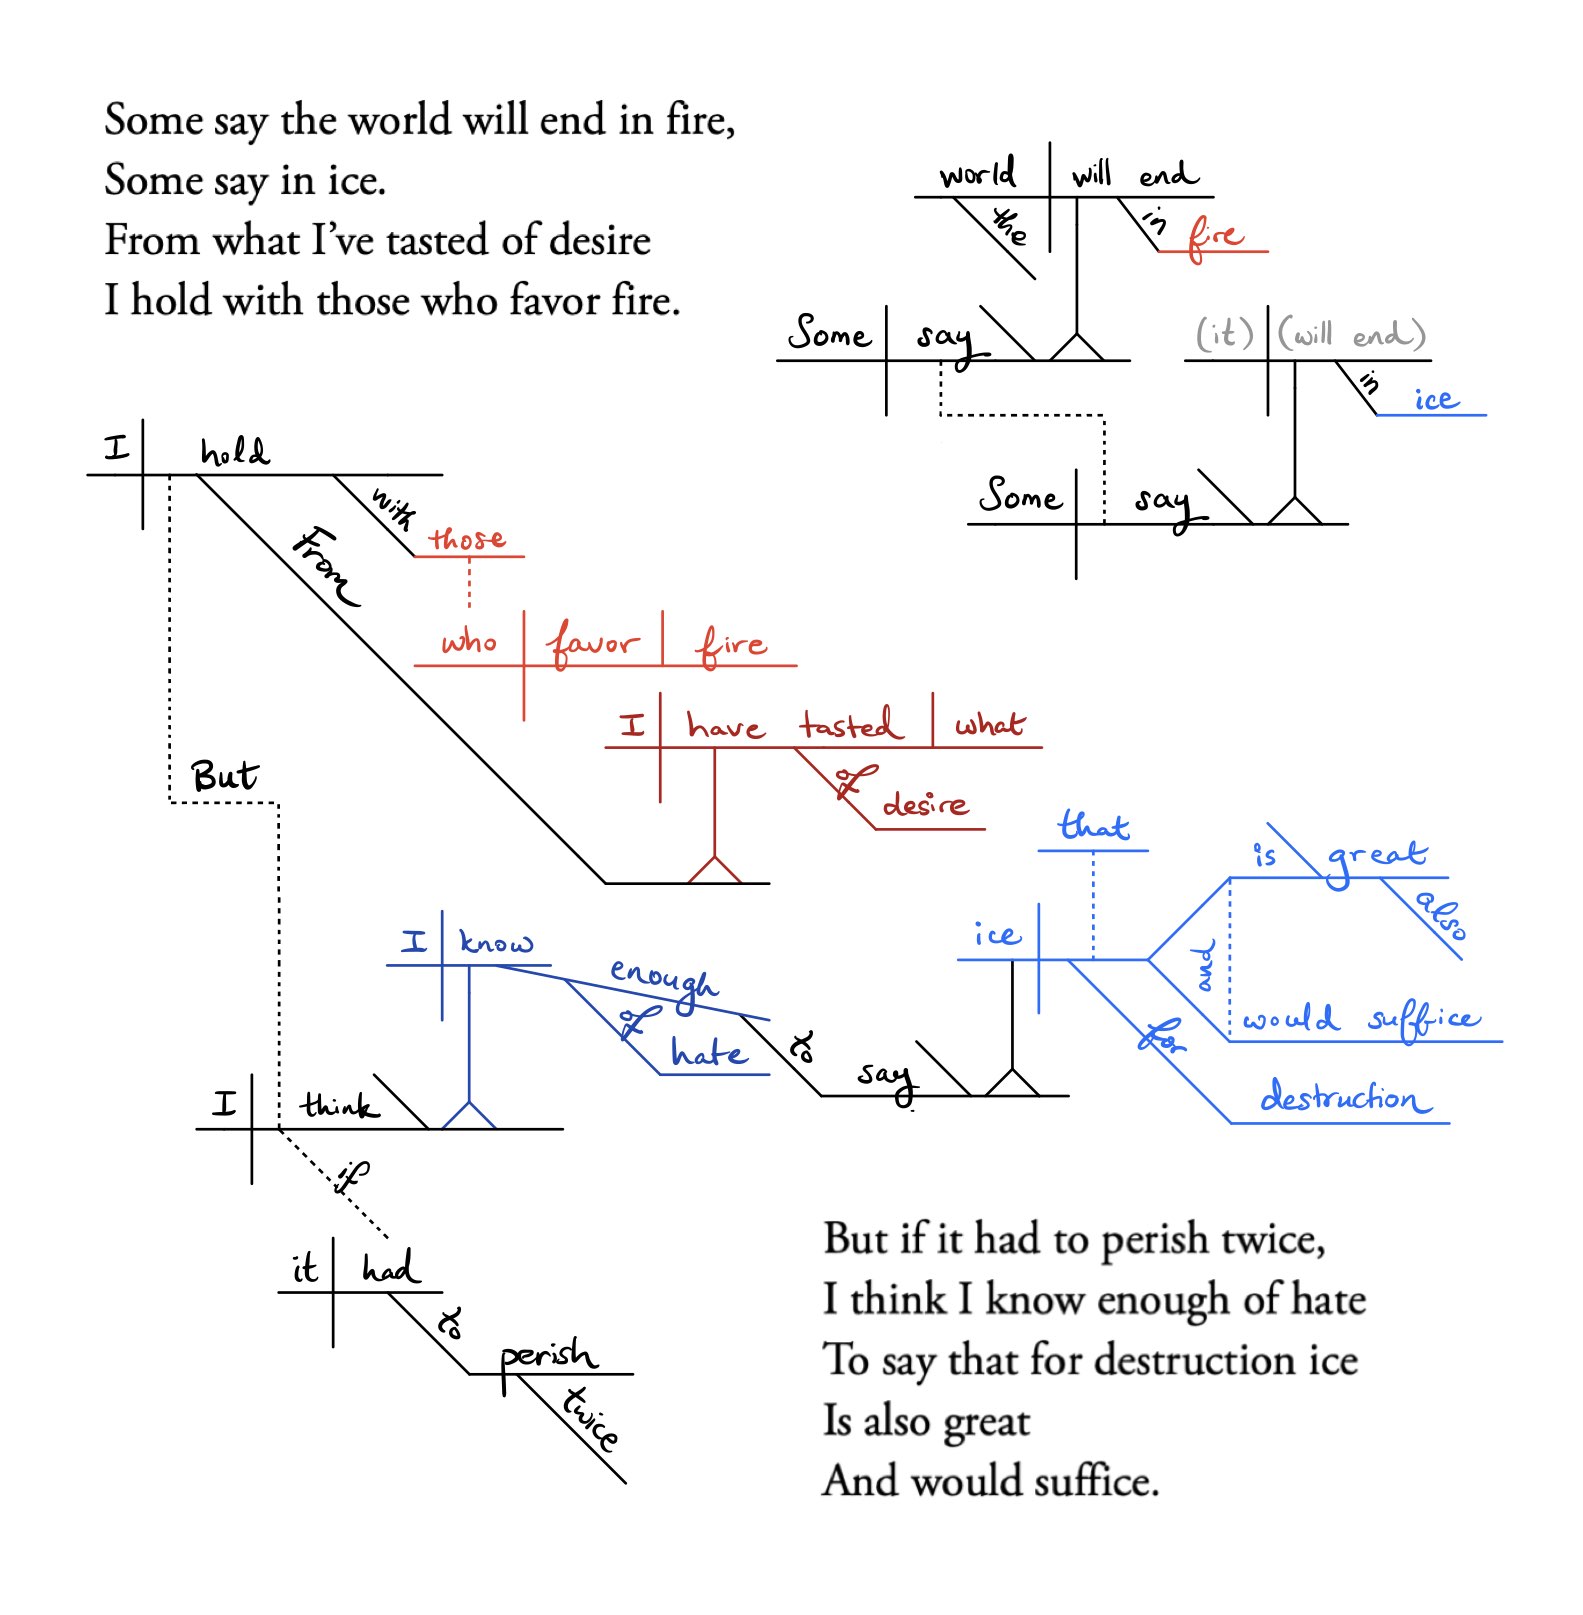 Some say the world will end in fire,
Some say in ice.
From what I've tasted of desire
I hold with those who favor fire.
world will end
the
in
fire
Some say
(it) (will end)
in
ice
Some say
I hold
with
those
From
who favor fire
I have tasted what
of
desire
But
that
is great
also
ice
and
would suffice
for
destruction
I know
enough
of
hate
to
say
I think
if
it had
to
perish
twice
But if it had to perish twice,
I think I know enough of hate
To say that for destruction ice
Is also great
And would suffice.